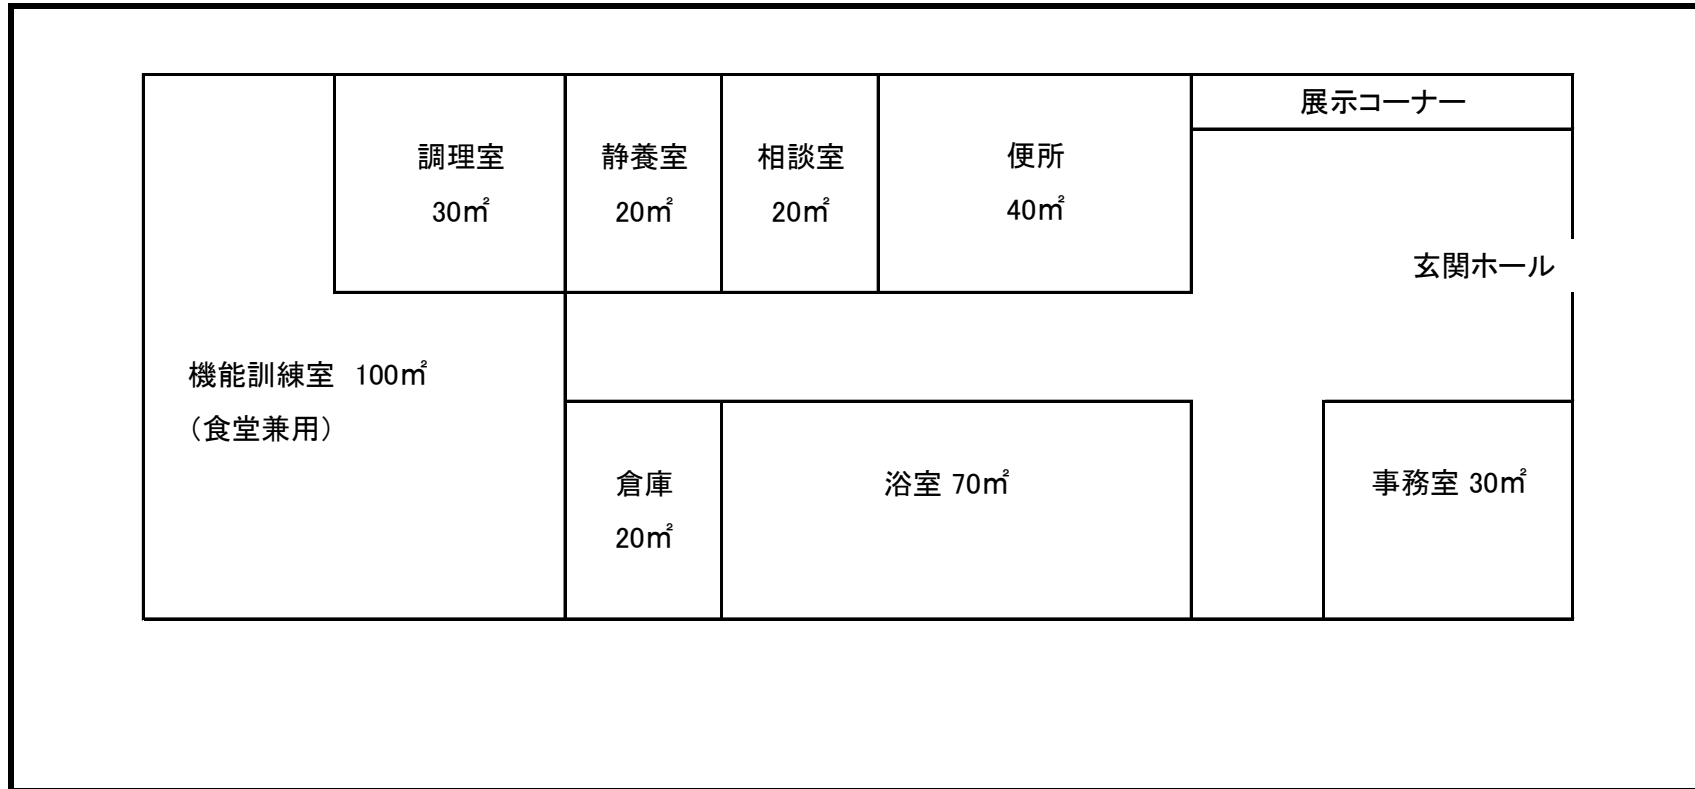 展示コーナー
調理室
30㎡
静養室
20㎡
相談室
20㎡
便所
40㎡
玄関ホール
機能訓練室　100㎡
（食堂兼用）
倉庫
20㎡
浴室 70㎡
事務室 30㎡